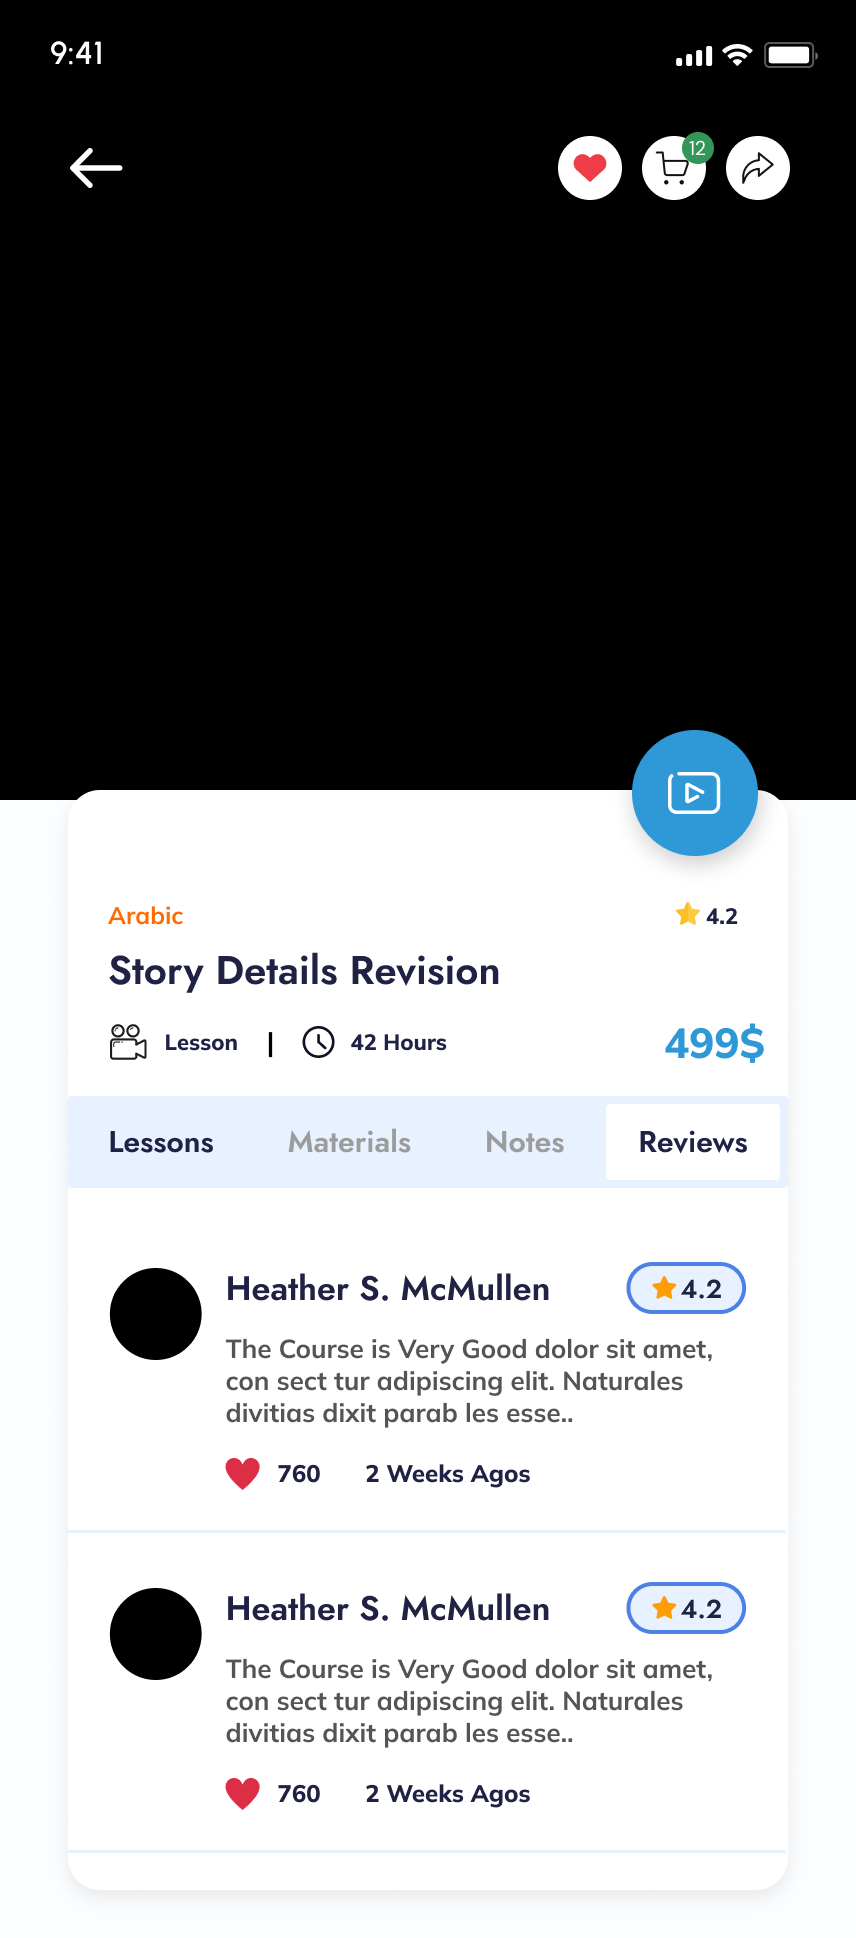 9:41
12
Arabic
4.2
Story Details Revision
Lesson | 42 Hours
499$
Lessons Materials Notes Reviews
Heather S. McMullen
4.2
The Course is Very Good dolor sit amet,
con sect tur adipiscing elit. Naturales
divitias dixit parab les esse..
760 2 Weeks Agos
Heather S. McMullen
4.2
The Course is Very Good dolor sit amet,
con sect tur adipiscing elit. Naturales
divitias dixit parab les esse..
760 2 Weeks Agos